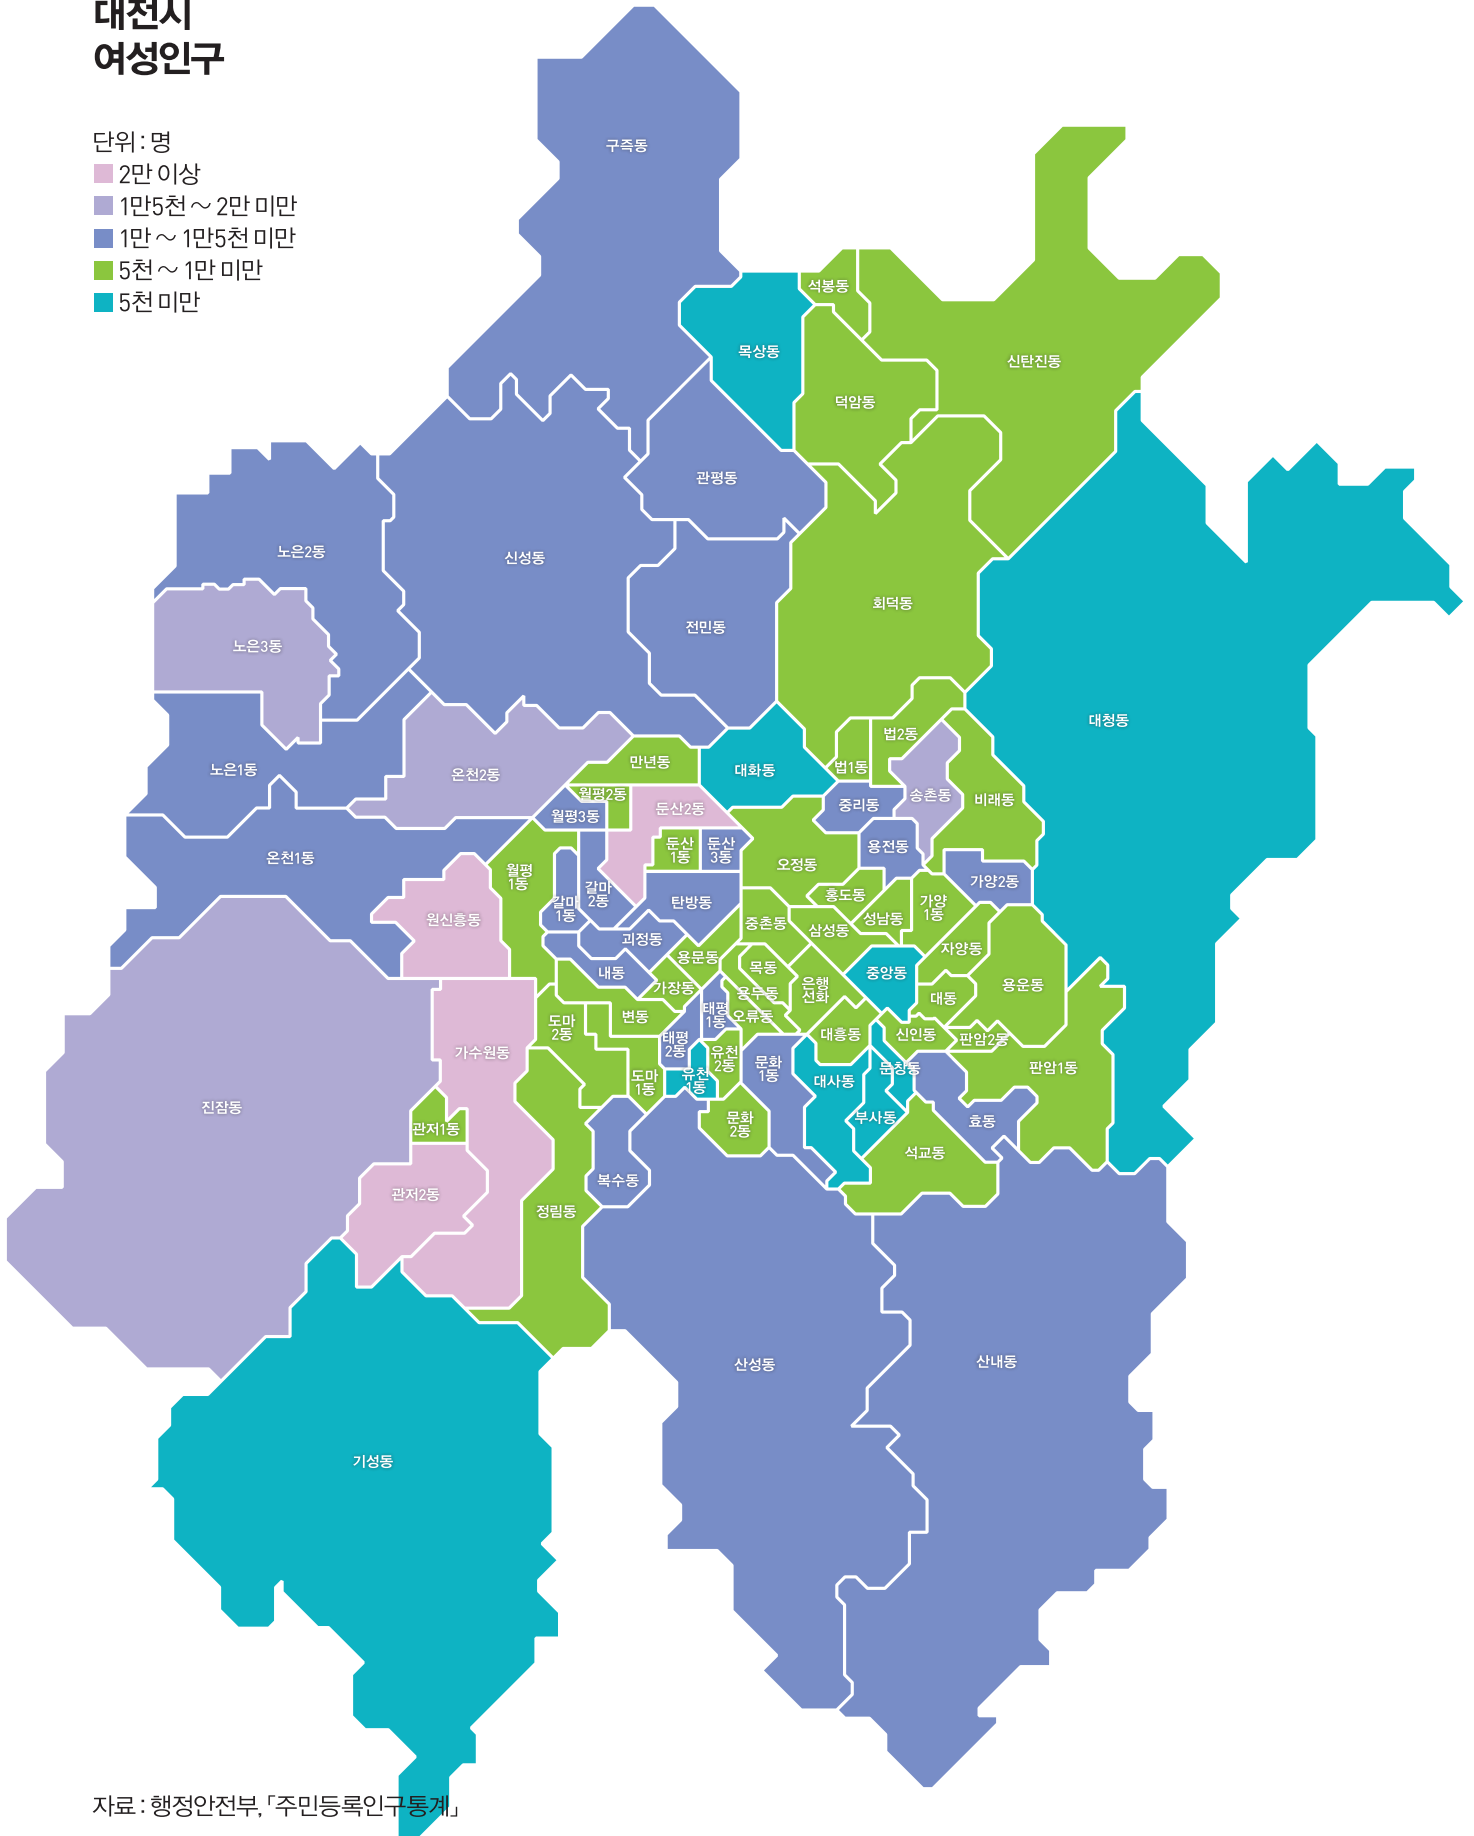 대전시
여성인구
단위 : 명
2만 이상
1만5천 ~ 2만 미만
1만 ~ 1만5천 미만
5천 ~ 1만 미만
5천 미만
구즉동
석봉동
목상동
신탄진동
덕암동
관평동
노은2동
신성동
회덕동
전민동
노은3동
대청동
법2동
노은1동
온천2동
만년동
대화동
법1동
월평2동
송촌동
비래동
둔산2동
중리동
월평3동
둔산
1동
둔산
3동
용전동
온천1동
오정동
월평
1동
갈마
2동
가양2동
홍도동
탄방동
갈마
1동
가양
1동
원신흥동
성남동
중촌동
삼성동
괴정동
자양동
용문동
목동
내동
중앙동
은행
선화
용운동
가장동
용두동
대동
태평
1동
오류동
변동
도마
2동
대흥동
신인동
판암2동
태평
2동
가수원동
유천
2동
문화
1동
문창동
판암1동
유천
1동
도마
1동
대사동
진잠동
부사동
문화
2동
효동
관저1동
석교동
복수동
관저2동
정림동
산성동
산내동
기성동
자료 : 행정안전부, 「주민등록인구통계」